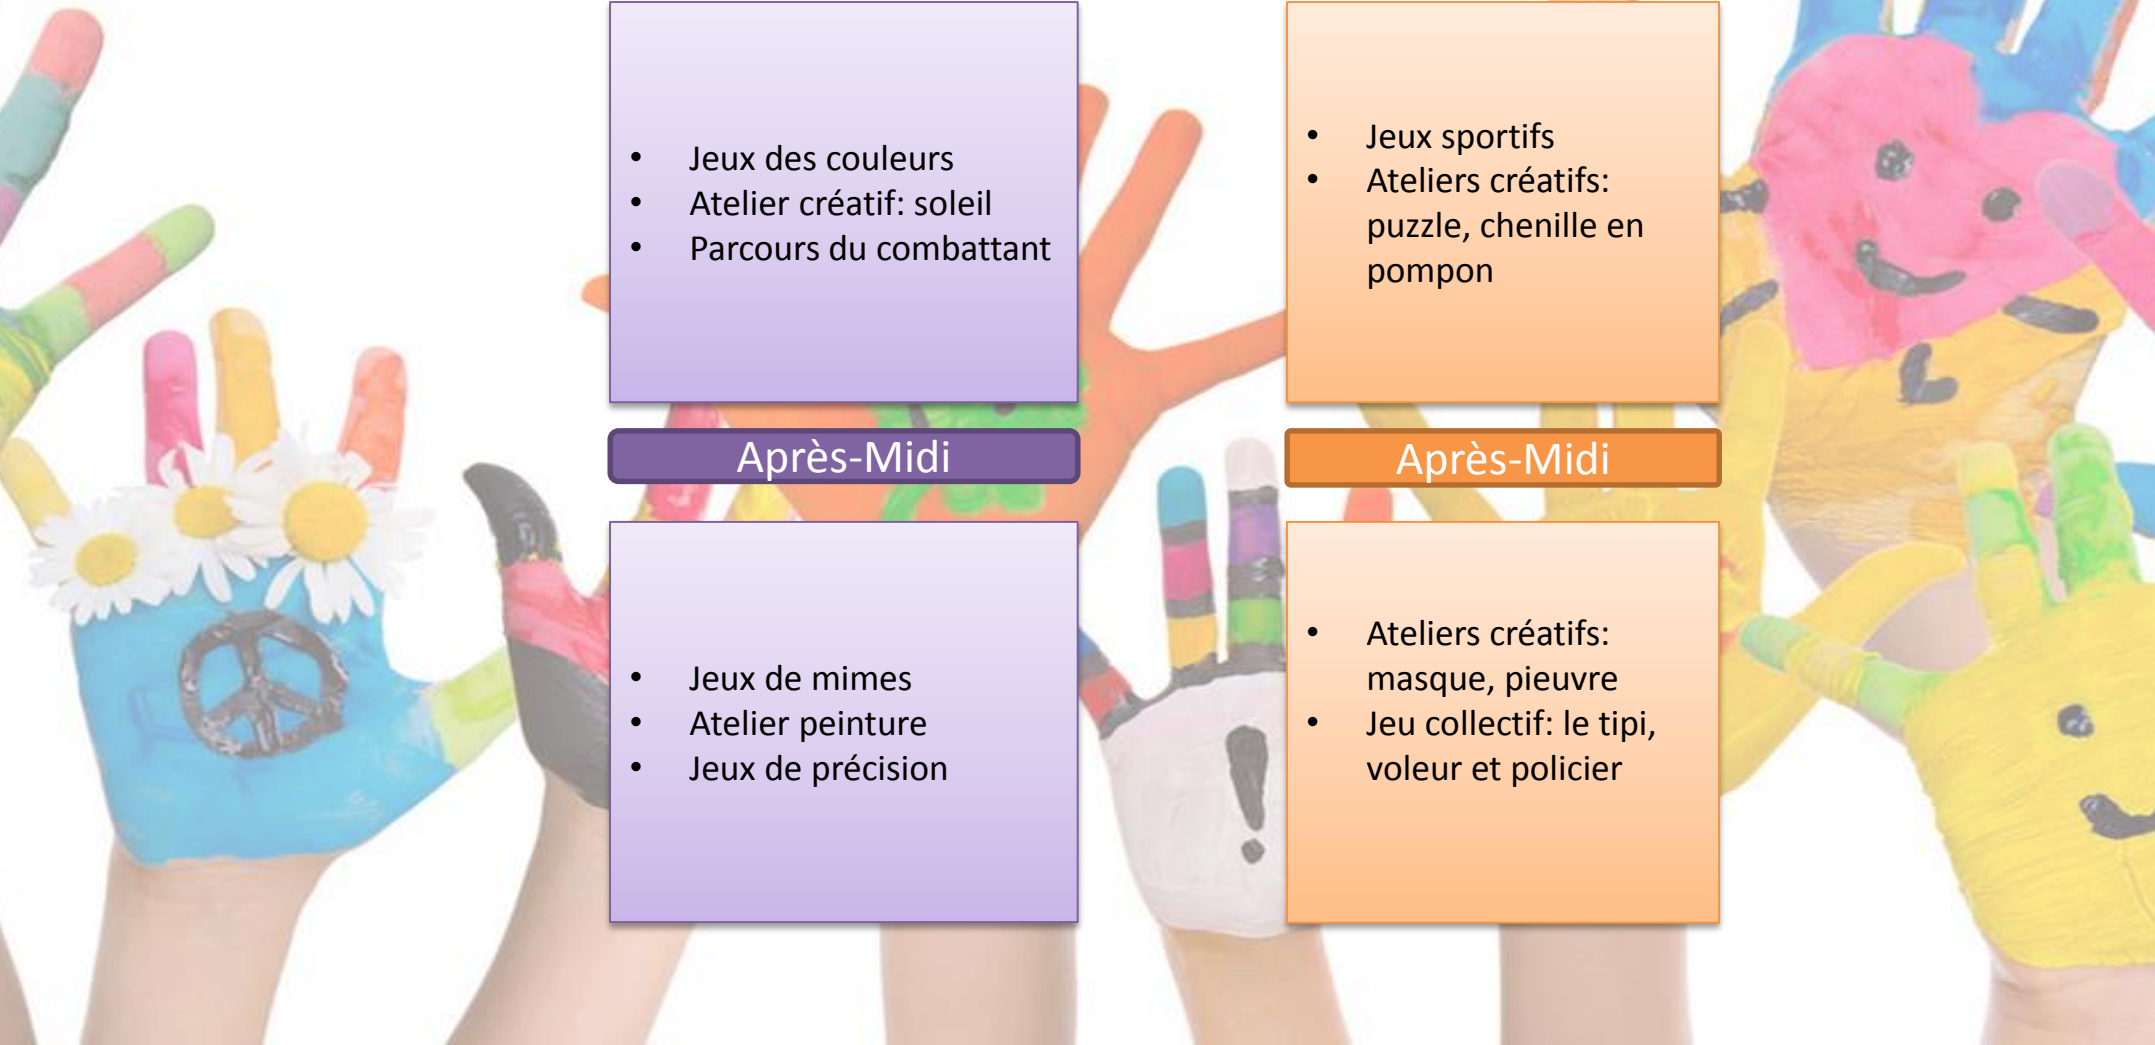 • Jeux des couleurs
• Atelier créatif: soleil
• Parcours du combattant
Après-Midi
• Jeux de mimes
• Atelier peinture
• Jeux de précision
• Jeux sportifs
• Ateliers créatifs:
puzzle, chenille en
pompon
Après-Midi
• Ateliers créatifs:
masque, pieuvre
• Jeu collectif: le tipi,
voleur et policier